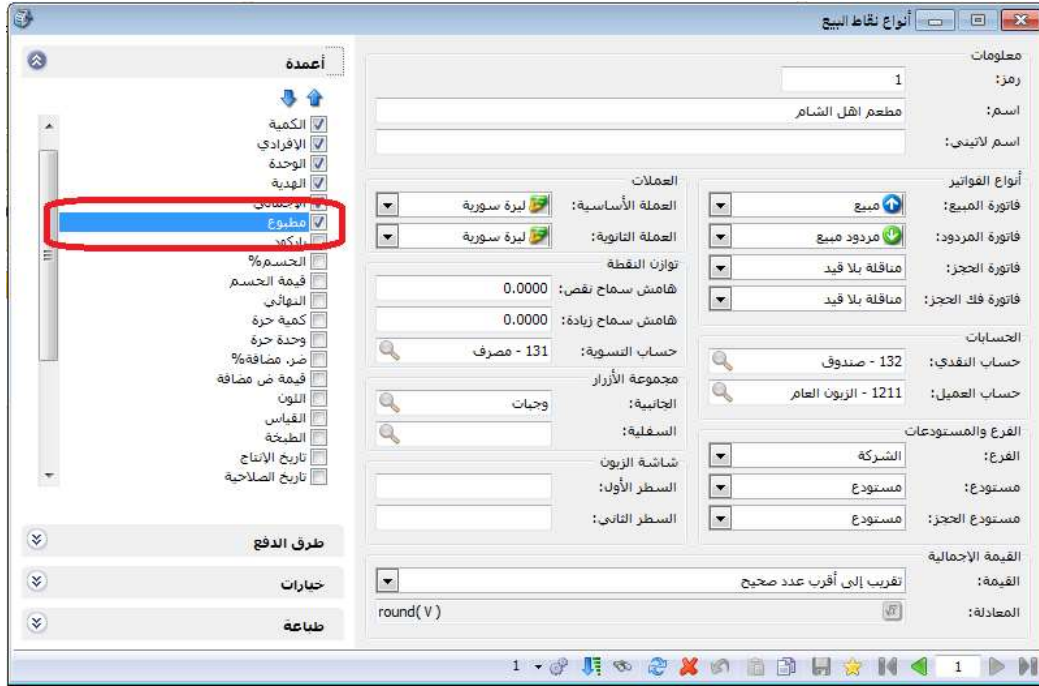 أنواع نقاط البيع
معلومات
رمز: 1
اسم: مطعم اهل الشام
اسم لاتيني:
أنواع الفواتير
فاتورة المبيع: مبيع
فاتورة المردود: مردود مبيع
فاتورة الحجز: مناقلة بلا قيد
فاتورة فك الحجز: مناقلة بلا قيد
الحسابات
حساب النقدي: 132 - صندوق
حساب العميل: 1211 - الزبون العام
الفرع والمستودعات
الفرع: الشركة
مستودع: مستودع
مستودع الحجز: مستودع
العملات
العملة الأساسية: ليرة سورية
العملة الثانوية: ليرة سورية
توازن النقطة
هامش سماح نقص: 0.0000
هامش سماح زيادة: 0.0000
حساب التسوية: 131 - مصرف
مجموعة الأزرار
الجانبية: وجبات
السفلية:
شاشة الزبون
السطر الأول:
السطر الثاني:
القيمة الإجمالية
القيمة: تقريب إلى أقرب عدد صحيح
المعادلة: round( V )
أعمدة
الكمية
الإفرادي
الوحدة
الهدية
الإجمالي
مطبوع
باركود
الحسم%
قيمة الحسم
النهائي
كمية حرة
وحدة حرة
ضر. مضافة%
قيمة ض مضافة
اللون
القياس
الطبخة
تاريخ الإنتاج
تاريخ الصلاحية
طرق الدفع
خيارات
طباعة
1
1